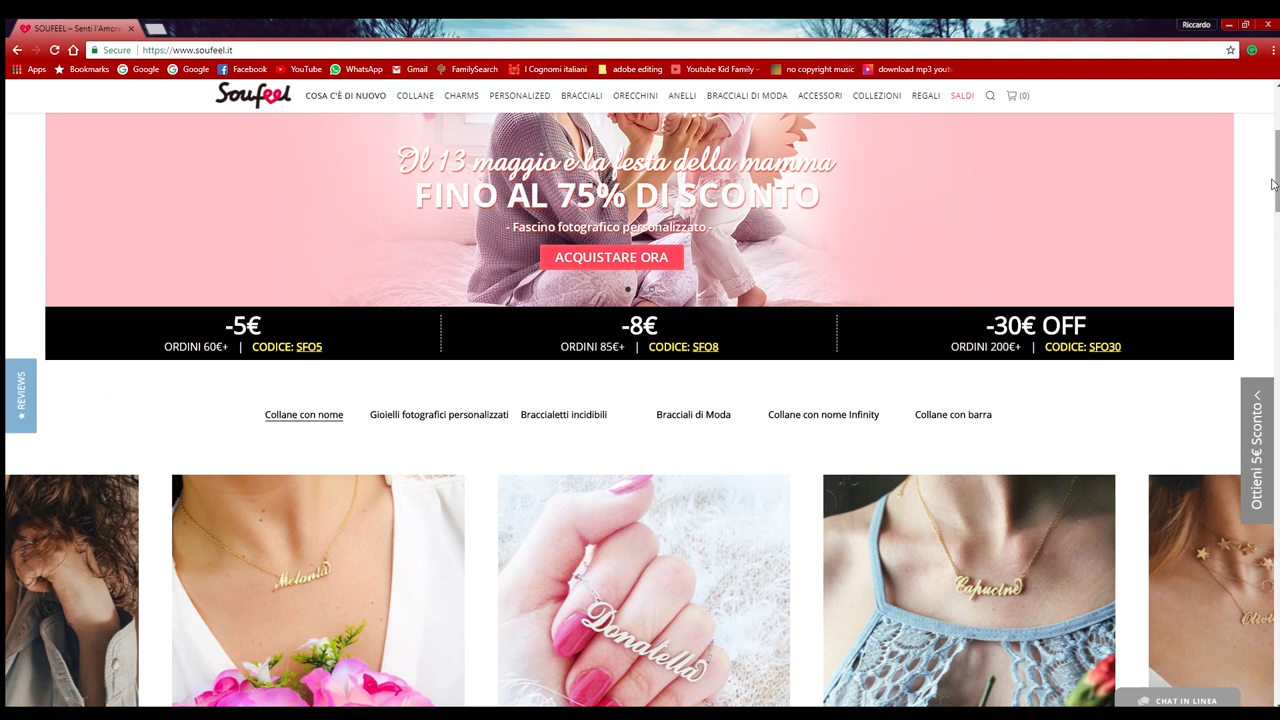 Riccardo
SOUFEEL – Senti l'Amore
Secure https://www.soufeel.it
Apps Bookmarks Google Google Facebook YouTube WhatsApp Gmail FamilySearch I Cognomi italiani adobe editing Youtube Kid Family – no copyright music download mp3 yout
Soufeel COSA C'È DI NUOVO COLLANE CHARMS PERSONALIZED BRACCIALI ORECCHINI ANELLI BRACCIALI DI MODA ACCESSORI COLLEZIONI REGALI SALDI (0)
Il 13 maggio è la festa della mamma
FINO AL 75% DI SCONTO
- Fascino fotografico personalizzato -
ACQUISTARE ORA
-5€ -8€ -30€ OFF
ORDINI 60€+ | CODICE: SFO5 ORDINI 85€+ | CODICE: SFO8 ORDINI 200€+ | CODICE: SFO30
★ REVIEWS
Ottieni 5€ Sconto
Collane con nome Gioielli fotografici personalizzati Braccialetti incidibili Bracciali di Moda Collane con nome Infinity Collane con barra
Melania
Donatella
Capucine
CHAT IN LINEA